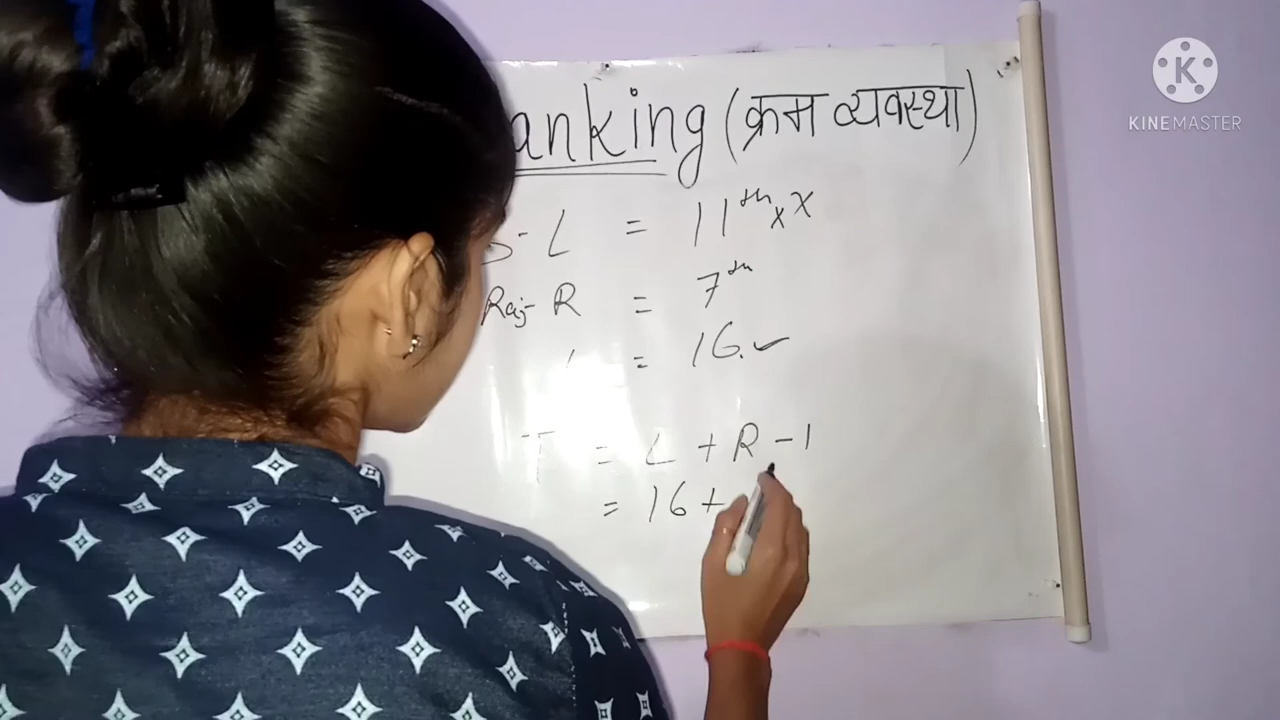 anking (क्रम व्यवस्था)
S-L = 11th x x
Raj-R = 7th
= 16.✓
T = L + R - 1
= 16 +
KINEMASTER